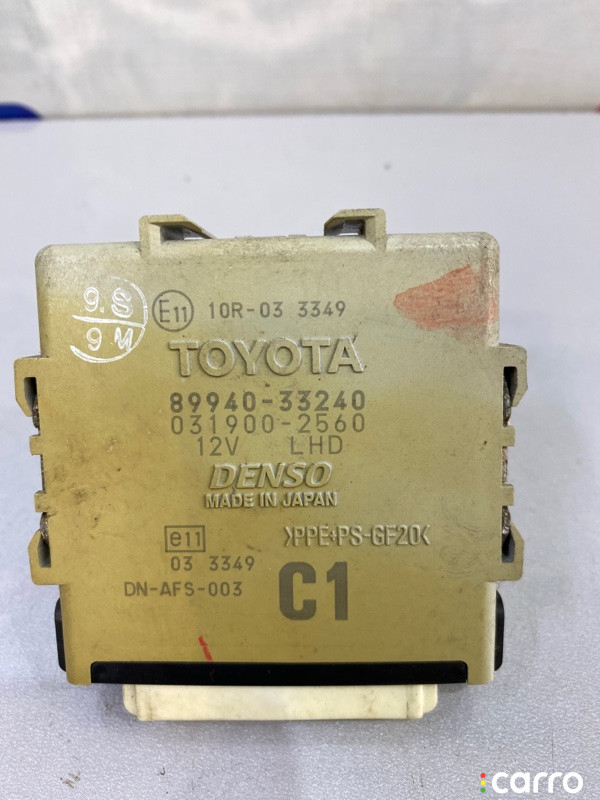 9.S
9 M
E11 10R-03 3349
TOYOTA
89940-33240
031900-2560
12V LHD
DENSO
MADE IN JAPAN
e11 >PPE+PS-GF20<
03 3349
DN-AFS-003 C1
carro